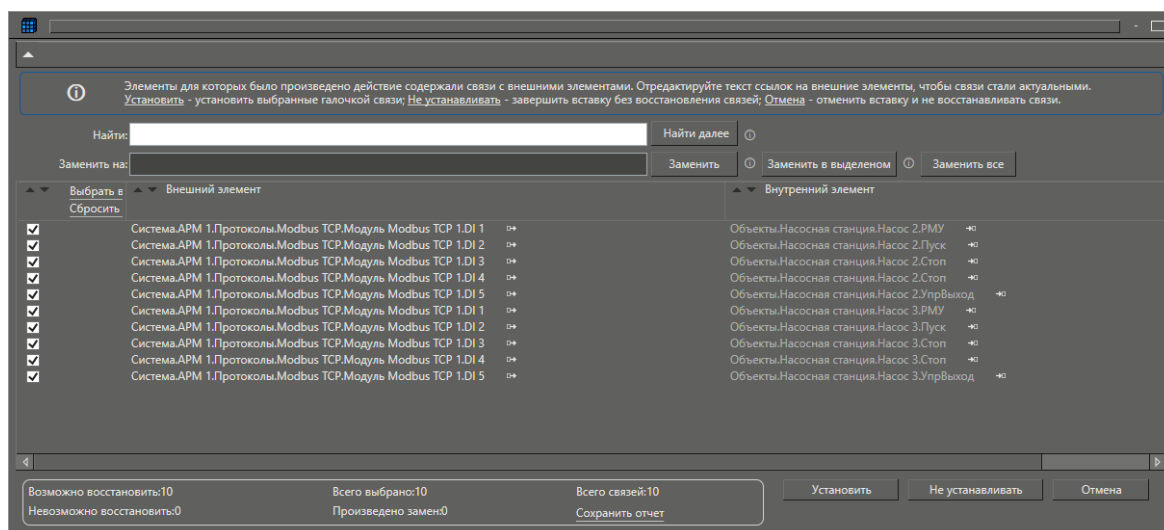 Элементы для которых было произведено действие содержали связи с внешними элементами. Отредактируйте текст ссылок на внешние элементы, чтобы связи стали актуальными.
Установить - установить выбранные галочкой связи; Не устанавливать - завершить вставку без восстановления связей; Отмена - отменить вставку и не восстанавливать связи.
Найти: Найти далее
Заменить на: Заменить Заменить в выделеном Заменить все
Выбрать в Внешний элемент Внутренний элемент
Сбросить
Система.АРМ 1.Протоколы.Modbus TCP.Модуль Modbus TCP 1.DI 1 Объекты.Насосная станция.Насос 2.РМУ
Система.АРМ 1.Протоколы.Modbus TCP.Модуль Modbus TCP 1.DI 2 Объекты.Насосная станция.Насос 2.Пуск
Система.АРМ 1.Протоколы.Modbus TCP.Модуль Modbus TCP 1.DI 3 Объекты.Насосная станция.Насос 2.Стоп
Система.АРМ 1.Протоколы.Modbus TCP.Модуль Modbus TCP 1.DI 4 Объекты.Насосная станция.Насос 2.Стоп
Система.АРМ 1.Протоколы.Modbus TCP.Модуль Modbus TCP 1.DI 5 Объекты.Насосная станция.Насос 2.УпрВыход
Система.АРМ 1.Протоколы.Modbus TCP.Модуль Modbus TCP 1.DI 1 Объекты.Насосная станция.Насос 3.РМУ
Система.АРМ 1.Протоколы.Modbus TCP.Модуль Modbus TCP 1.DI 2 Объекты.Насосная станция.Насос 3.Пуск
Система.АРМ 1.Протоколы.Modbus TCP.Модуль Modbus TCP 1.DI 3 Объекты.Насосная станция.Насос 3.Стоп
Система.АРМ 1.Протоколы.Modbus TCP.Модуль Modbus TCP 1.DI 4 Объекты.Насосная станция.Насос 3.Стоп
Система.АРМ 1.Протоколы.Modbus TCP.Модуль Modbus TCP 1.DI 5 Объекты.Насосная станция.Насос 3.УпрВыход
Возможно восстановить:10 Всего выбрано:10 Всего связей:10 Установить Не устанавливать Отмена
Невозможно восстановить:0 Произведено замен:0 Сохранить отчет